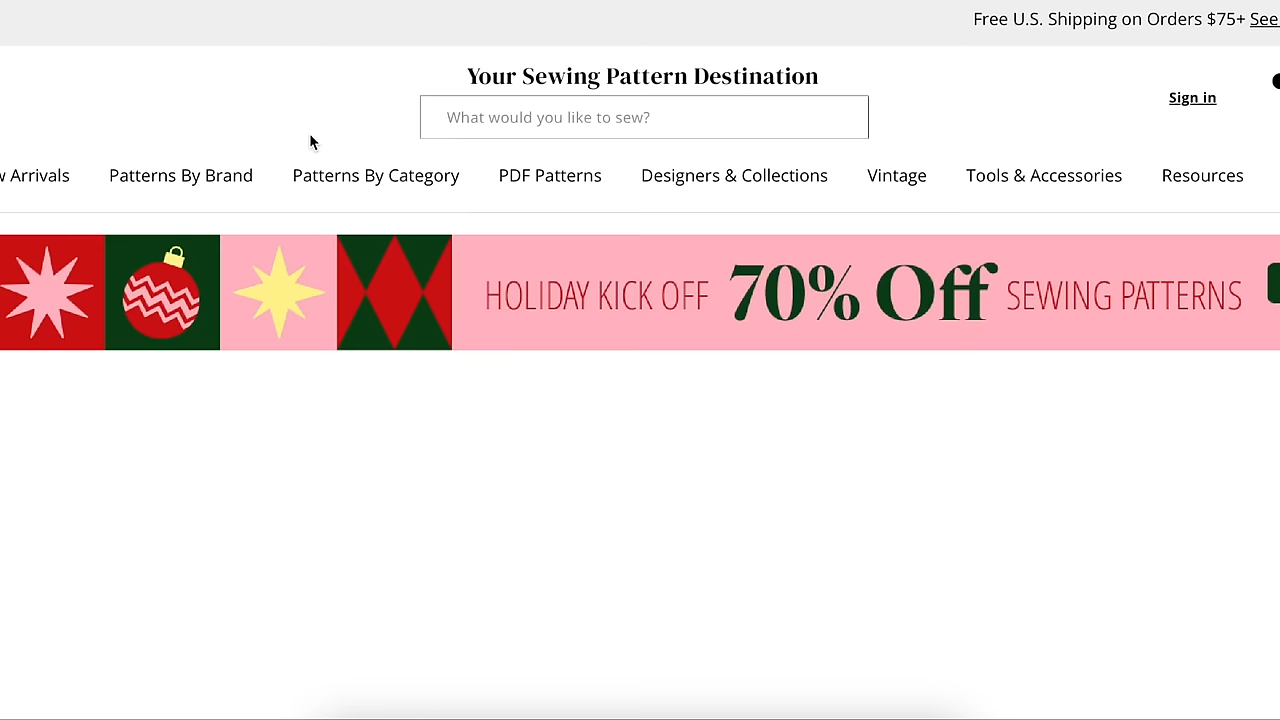 Free U.S. Shipping on Orders $75+ See
Your Sewing Pattern Destination
What would you like to sew?
Sign in
w Arrivals Patterns By Brand Patterns By Category PDF Patterns Designers & Collections Vintage Tools & Accessories Resources
HOLIDAY KICK OFF 70% Off SEWING PATTERNS